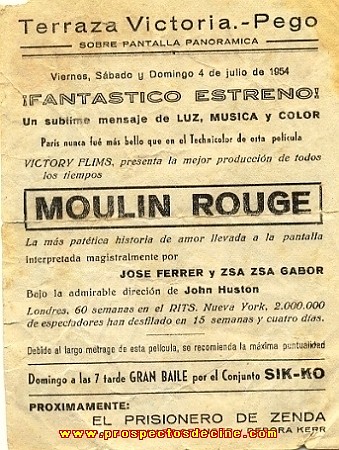 Terraza Victoria.-Pego
SOBRE PANTALLA PANORAMICA
Viernes, Sábado y Domingo 4 de julio de 1954
¡FANTASTICO ESTRENO!
Un sublime mensaje de LUZ, MUSICA y COLOR
París nunca fué más bello que en el Technicolor de esta película
VICTORY FLIMS, presenta la mejor producción de todos
los tiempos
MOULIN ROUGE
La más patética historia de amor llevada a la pantalla
interpretada magistralmente por
JOSE FERRER y ZSA ZSA GABOR
Bejo la admirable direción de John Huston
Londres, 60 semanas en el RITS. Nueva York, 2.000.000
de espectadores han desfilado en 15 semanas y cuatro días.
Debido al largo metrage de esta película, se recomienda la máxima puntualidad
Domingo a las 7 tarde GRAN BAILE por el Conjunto SIK-KO
PROXIMAMENTE:
EL PRISIONERO DE ZENDA
www.prospectosdecine.com
KERR